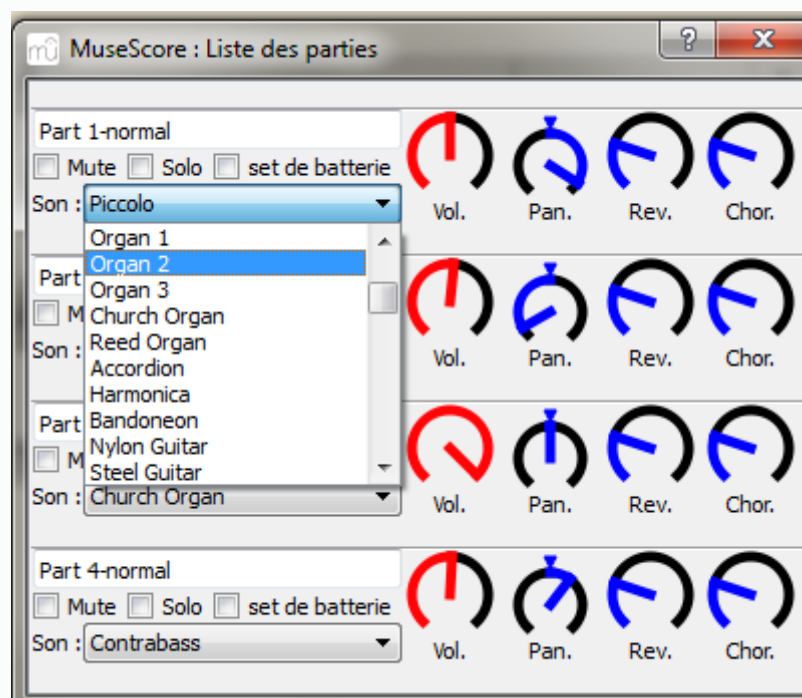 MuseScore : Liste des parties
Part 1-normal
Mute Solo set de batterie
Son : Piccolo
Vol. Pan. Rev. Chor.
Organ 1
Organ 2
Organ 3
Church Organ
Reed Organ
Accordion
Harmonica
Bandoneon
Nylon Guitar
Steel Guitar
Part
Son :
Vol. Pan. Rev. Chor.
Part
Son : Church Organ
Vol. Pan. Rev. Chor.
Part 4-normal
Mute Solo set de batterie
Son : Contrabass
Vol. Pan. Rev. Chor.